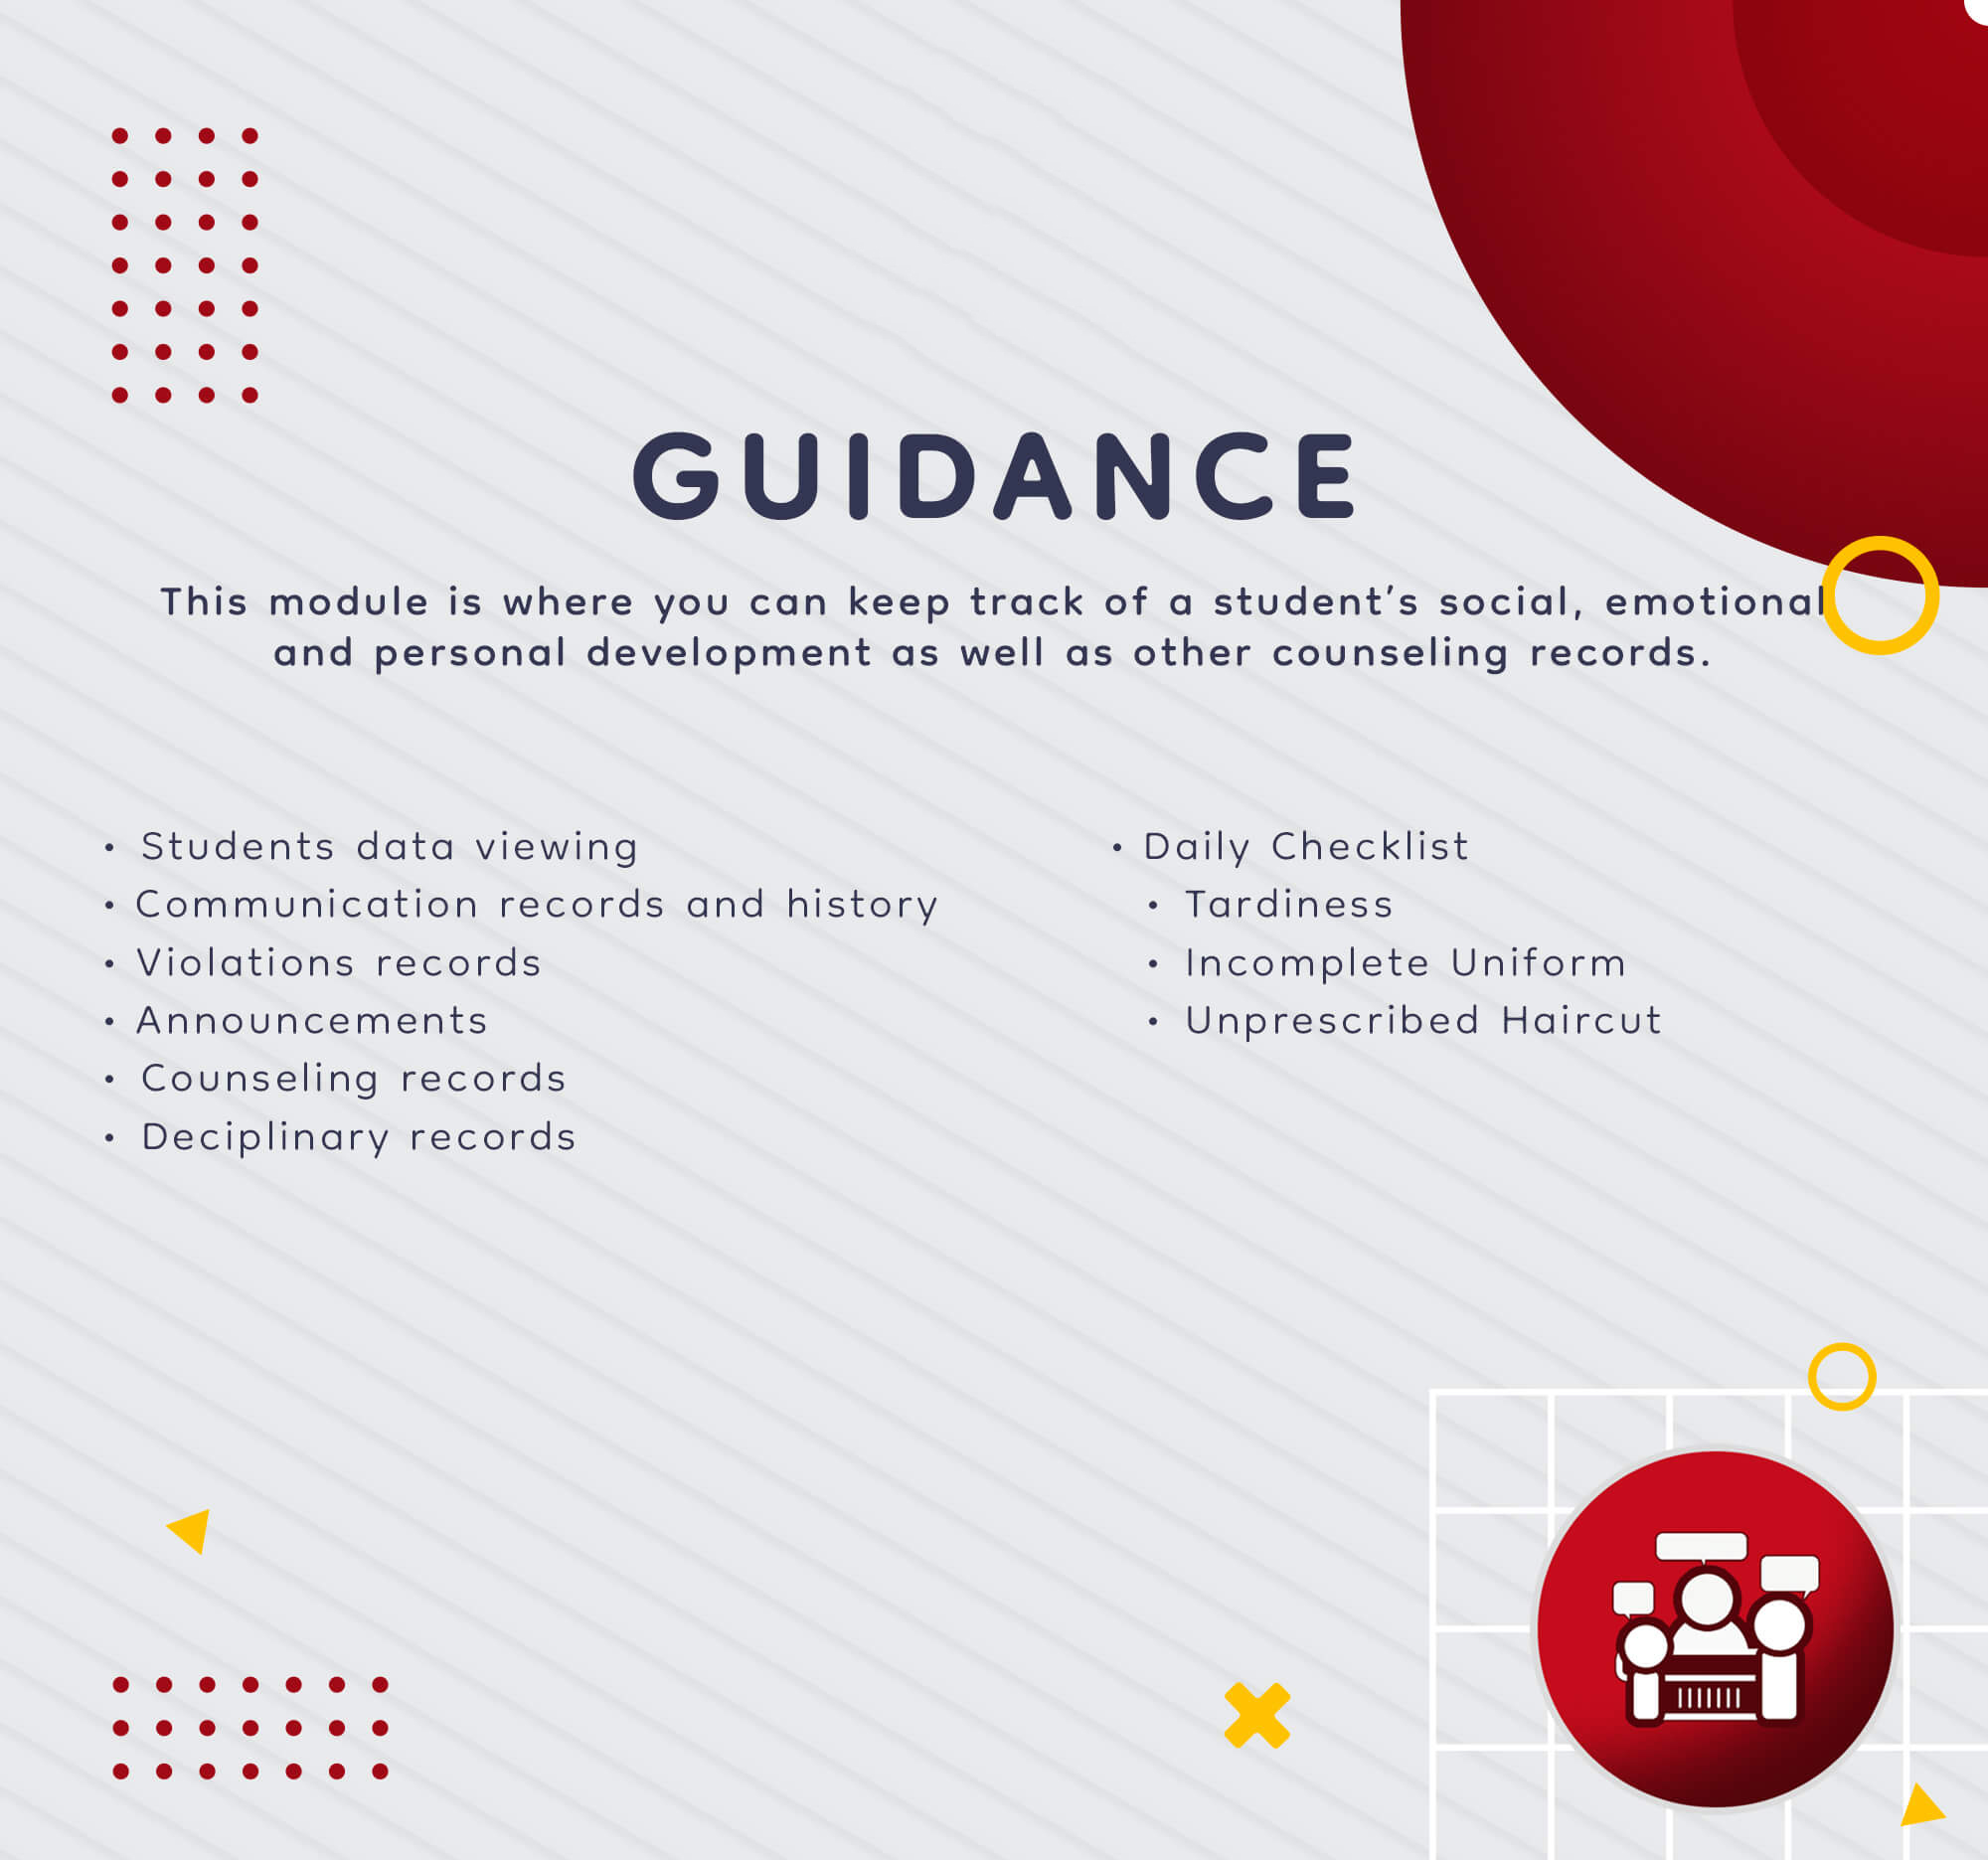 GUIDANCE
This module is where you can keep track of a student's social, emotional
and personal development as well as other counseling records.
• Students data viewing
• Communication records and history
• Violations records
• Announcements
• Counseling records
• Deciplinary records
• Daily Checklist
• Tardiness
• Incomplete Uniform
• Unprescribed Haircut